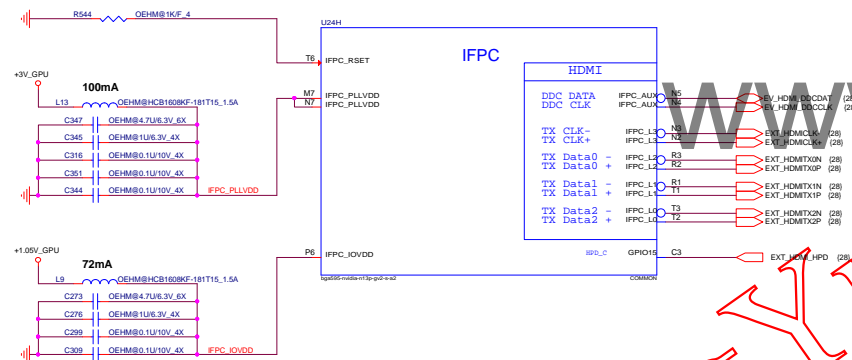 R544 OEHM@1K/F_4
U24H
IFPC
T6 IFPC_RSET
HDMI
+3V_GPU
100mA
L13 OEHM@HCB1608KF-181T15_1.5A
M7 IFPC_PLLVDD
N7 IFPC_PLLVDD
C347 OEHM@4.7U/6.3V_6X
C345 OEHM@1U/6.3V_4X
C316 OEHM@0.1U/10V_4X
C351 OEHM@0.1U/10V_4X
C344 OEHM@0.1U/10V_4X IFPC_PLLVDD
DDC DATA IFPC_AUX N5 EV_HDMI_DDCDAT (28
DDC CLK IFPC_AUX N4 EV_HDMI_DDCCLK (28
TX CLK- IFPC_L3 N3 EXT_HDMICLK- (28)
TX CLK+ IFPC_L3 N2 EXT_HDMICLK+ (28)
TX Data0 - IFPC_L2 R3 EXT_HDMITX0N (28)
TX Data0 + IFPC_L2 R2 EXT_HDMITX0P (28)
TX Data1 - IFPC_L1 R1 EXT_HDMITX1N (28)
TX Data1 + IFPC_L1 T1 EXT_HDMITX1P (28)
TX Data2 - IFPC_L0 T3 EXT_HDMITX2N (28)
TX Data2 + IFPC_L0 T2 EXT_HDMITX2P (28)
HPD_C GPIO15 C3 EXT_HDMI_HPD (28)
+1.05V_GPU
72mA
P6 IFPC_IOVDD
L9 OEHM@HCB1608KF-181T15_1.5A
bga595-nvidia-n13p-gv2-s-a2 COMMON
C273 OEHM@4.7U/6.3V_6X
C276 OEHM@1U/6.3V_4X
C299 OEHM@0.1U/10V_4X
C309 OEHM@0.1U/10V_4X IFPC_IOVDD